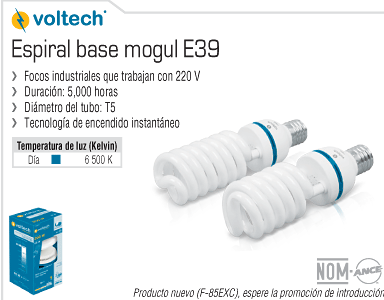 voltech®
Espiral base mogul E39
Focos industriales que trabajan con 220 V
Duración: 5,000 horas
Diámetro del tubo: T5
Tecnología de encendido instantáneo
Temperatura de luz (Kelvin)
Día 6 500 K
voltech
NOM-ANCE
Producto nuevo (F-85EXC), espere la promoción de introducción